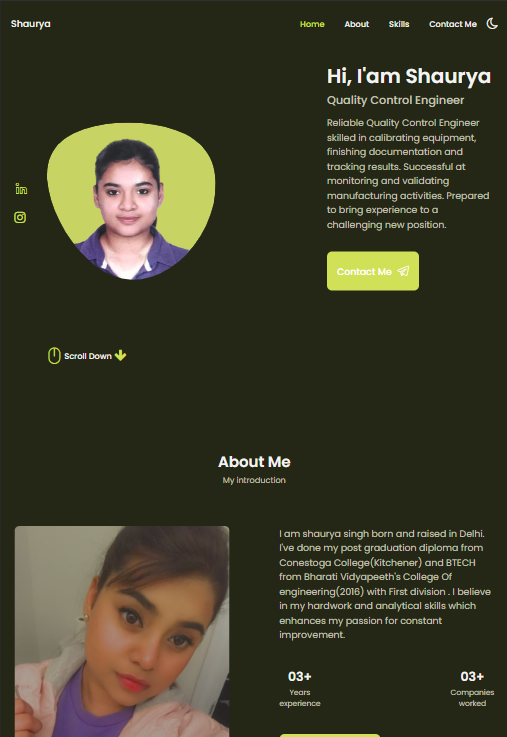 Shaurya
Home About Skills Contact Me
Hi, I'am Shaurya
Quality Control Engineer
Reliable Quality Control Engineer
skilled in calibrating equipment,
finishing documentation and
tracking results. Successful at
monitoring and validating
manufacturing activities. Prepared
to bring experience to a
challenging new position.
Contact Me
in
Scroll Down
About Me
My introduction
I am shaurya singh born and raised in Delhi.
I've done my post graduation diploma from
Conestoga College(Kitchener) and BTECH
from Bharati Vidyapeeth's College Of
engineering(2016) with First division . I believe
in my hardwork and analytical skills which
enhances my passion for constant
improvement.
03+
Years
experience
03+
Companies
worked